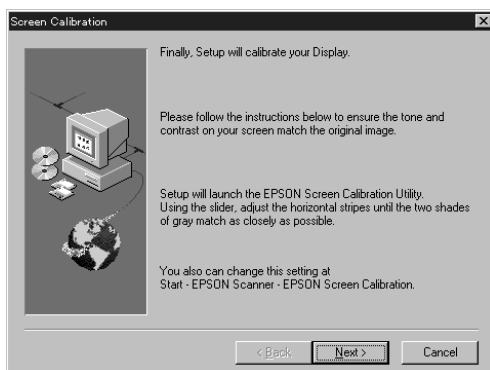 Screen Calibration
Finally, Setup will calibrate your Display.
Please follow the instructions below to ensure the tone and
contrast on your screen match the original image.
Setup will launch the EPSON Screen Calibration Utility.
Using the slider, adjust the horizontal stripes until the two shades
of gray match as closely as possible.
You also can change this setting at
Start - EPSON Scanner - EPSON Screen Calibration.
< Back Next > Cancel